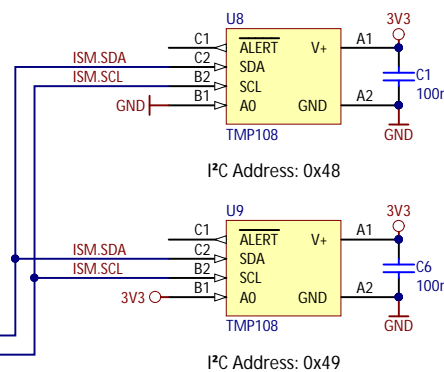 U8
3V3
C1
ALERT
V+
A1
ISM.SDA
C2
SDA
C1
ISM.SCL
B2
SCL
100n
GND
B1
A0
GND
A2
TMP108
GND
I²C Address: 0x48
U9
3V3
C1
ALERT
V+
A1
ISM.SDA
C2
SDA
C6
ISM.SCL
B2
SCL
100n
3V3
B1
A0
GND
A2
TMP108
GND
I²C Address: 0x49